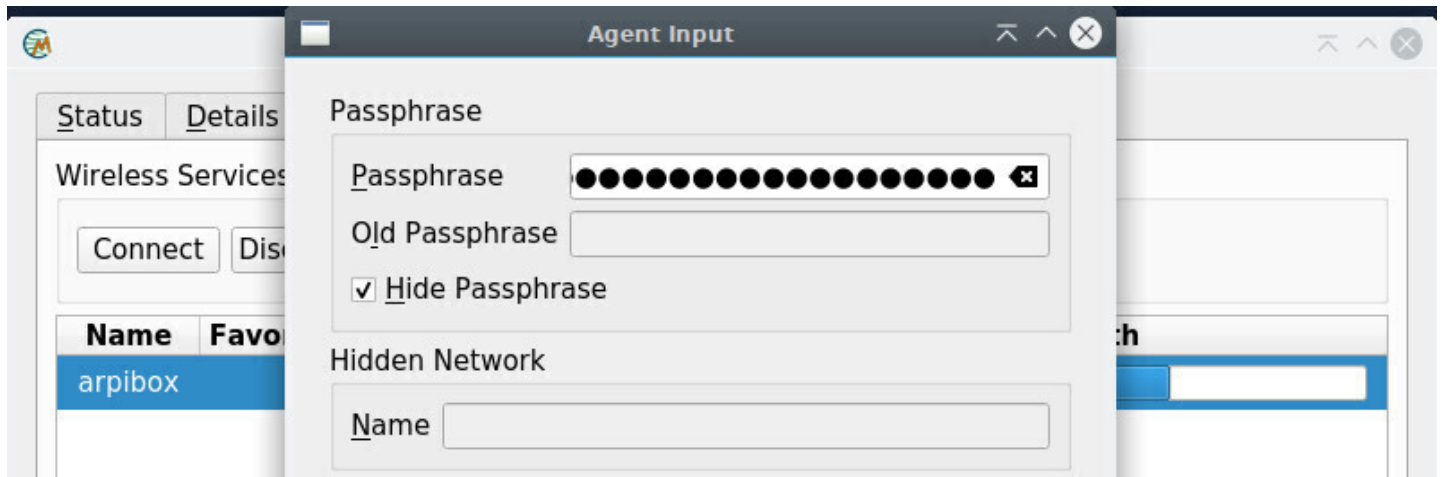 Agent Input
Status Details
Passphrase
Wireless Services
Passphrase ●●●●●●●●●●●●●●●●●●
Old Passphrase
Connect
Hide Passphrase
Name
Hidden Network
arpibox
Name